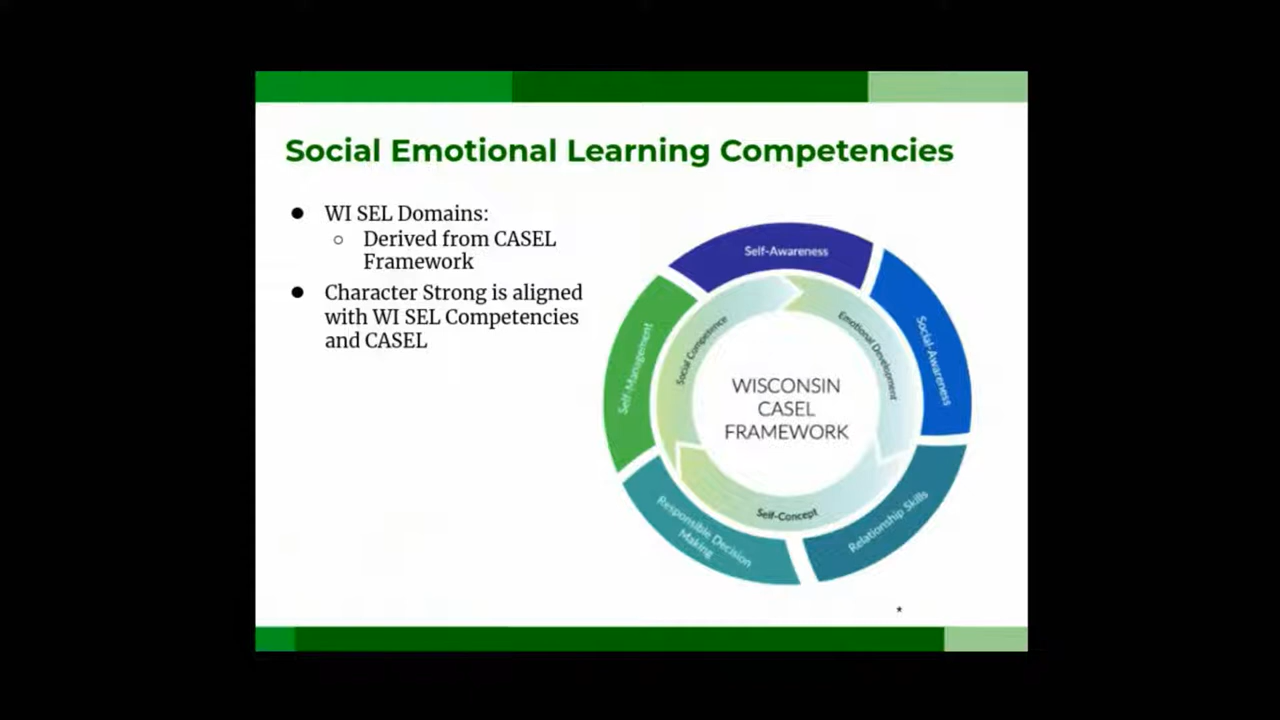 Social Emotional Learning Competencies
● WI SEL Domains:
○ Derived from CASEL
Framework
● Character Strong is aligned
with WI SEL Competencies
and CASEL
Self-Awareness
Social-Awareness
Relationship Skills
Responsible Decision
Making
Self-Management
Social Competence
Emotional Development
Self-Concept
WISCONSIN
CASEL
FRAMEWORK
*